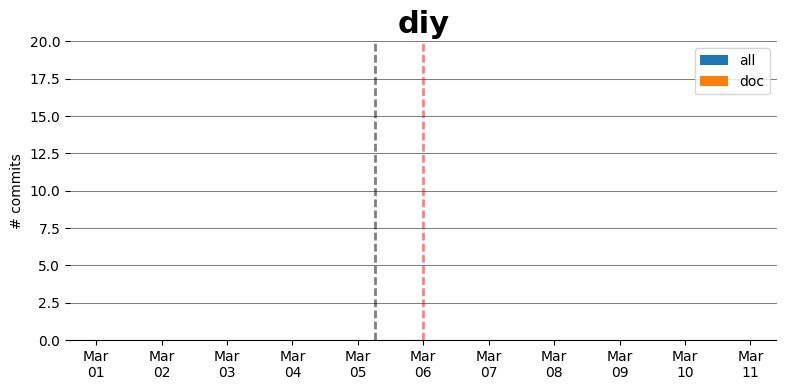 diy
20.0
17.5
15.0
12.5
10.0
7.5
5.0
2.5
0.0
# commits
all
doc
Mar 01
Mar 02
Mar 03
Mar 04
Mar 05
Mar 06
Mar 07
Mar 08
Mar 09
Mar 10
Mar 11